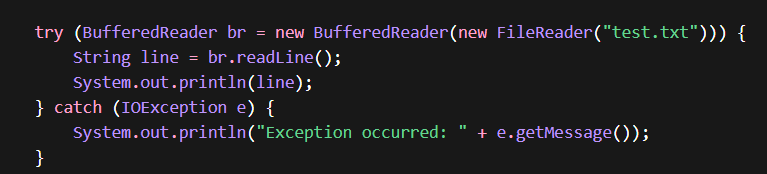 try (BufferedReader br = new BufferedReader(new FileReader("test.txt"))) {
    String line = br.readLine();
    System.out.println(line);
} catch (IOException e) {
    System.out.println("Exception occurred: " + e.getMessage());
}